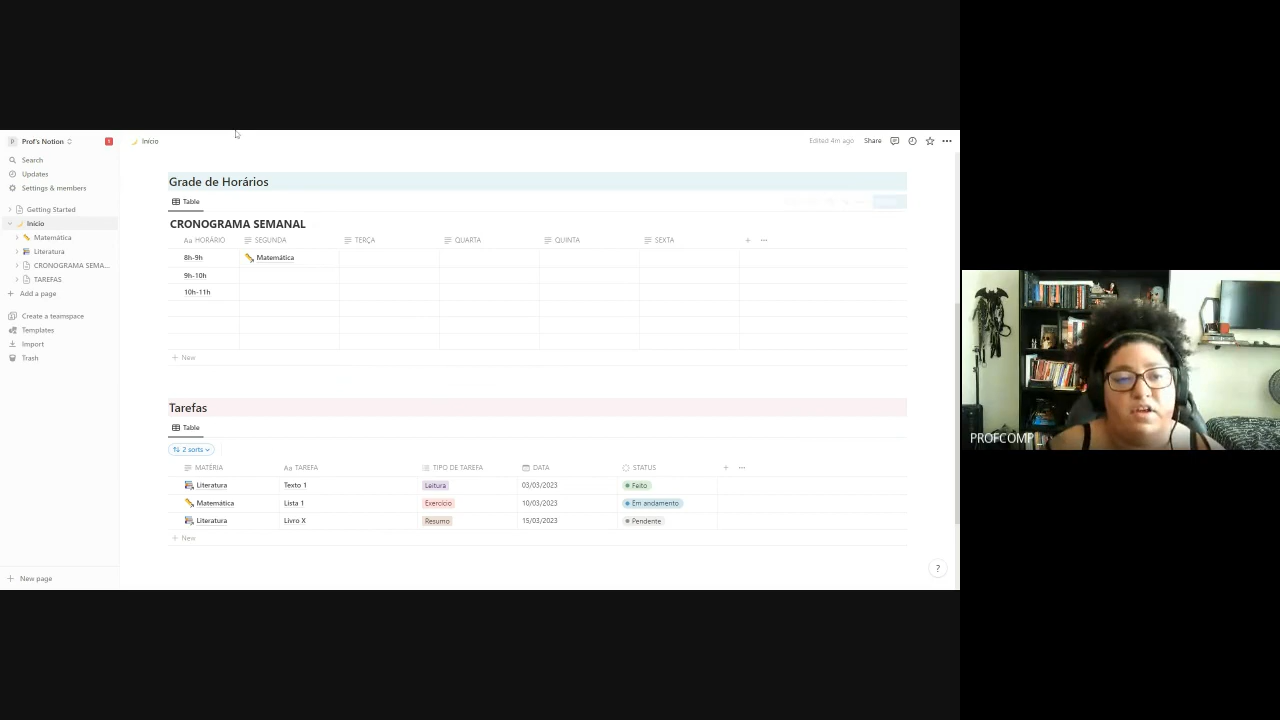 P Prof's Notion
Início
Edited 4m ago Share
Search
Updates
Settings & members
Getting Started
Início
Matemática
Literatura
CRONOGRAMA SEMA...
TAREFAS
Add a page
Create a teamspace
Templates
Import
Trash
New page
Grade de Horários
Table
CRONOGRAMA SEMANAL
Aa HORÁRIO SEGUNDA TERÇA QUARTA QUINTA SEXTA
8h-9h Matemática
9h-10h
10h-11h
+ New
Tarefas
Table
2 sorts
MATÉRIA Aa TAREFA TIPO DE TAREFA DATA STATUS
Literatura Texto 1 Leitura 03/03/2023 Feito
Matemática Lista 1 Exercício 10/03/2023 Em andamento
Literatura Livro X Resumo 15/03/2023 Pendente
+ New
?
PROFCOMP_